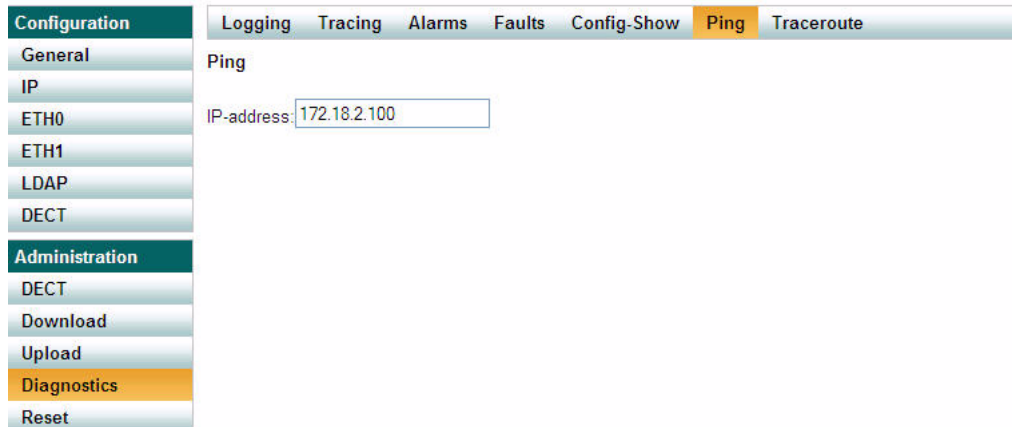 Configuration
General
IP
ETH0
ETH1
LDAP
DECT
Administration
DECT
Download
Upload
Diagnostics
Reset
Logging Tracing Alarms Faults Config-Show Ping Traceroute
Ping
IP-address: 172.18.2.100